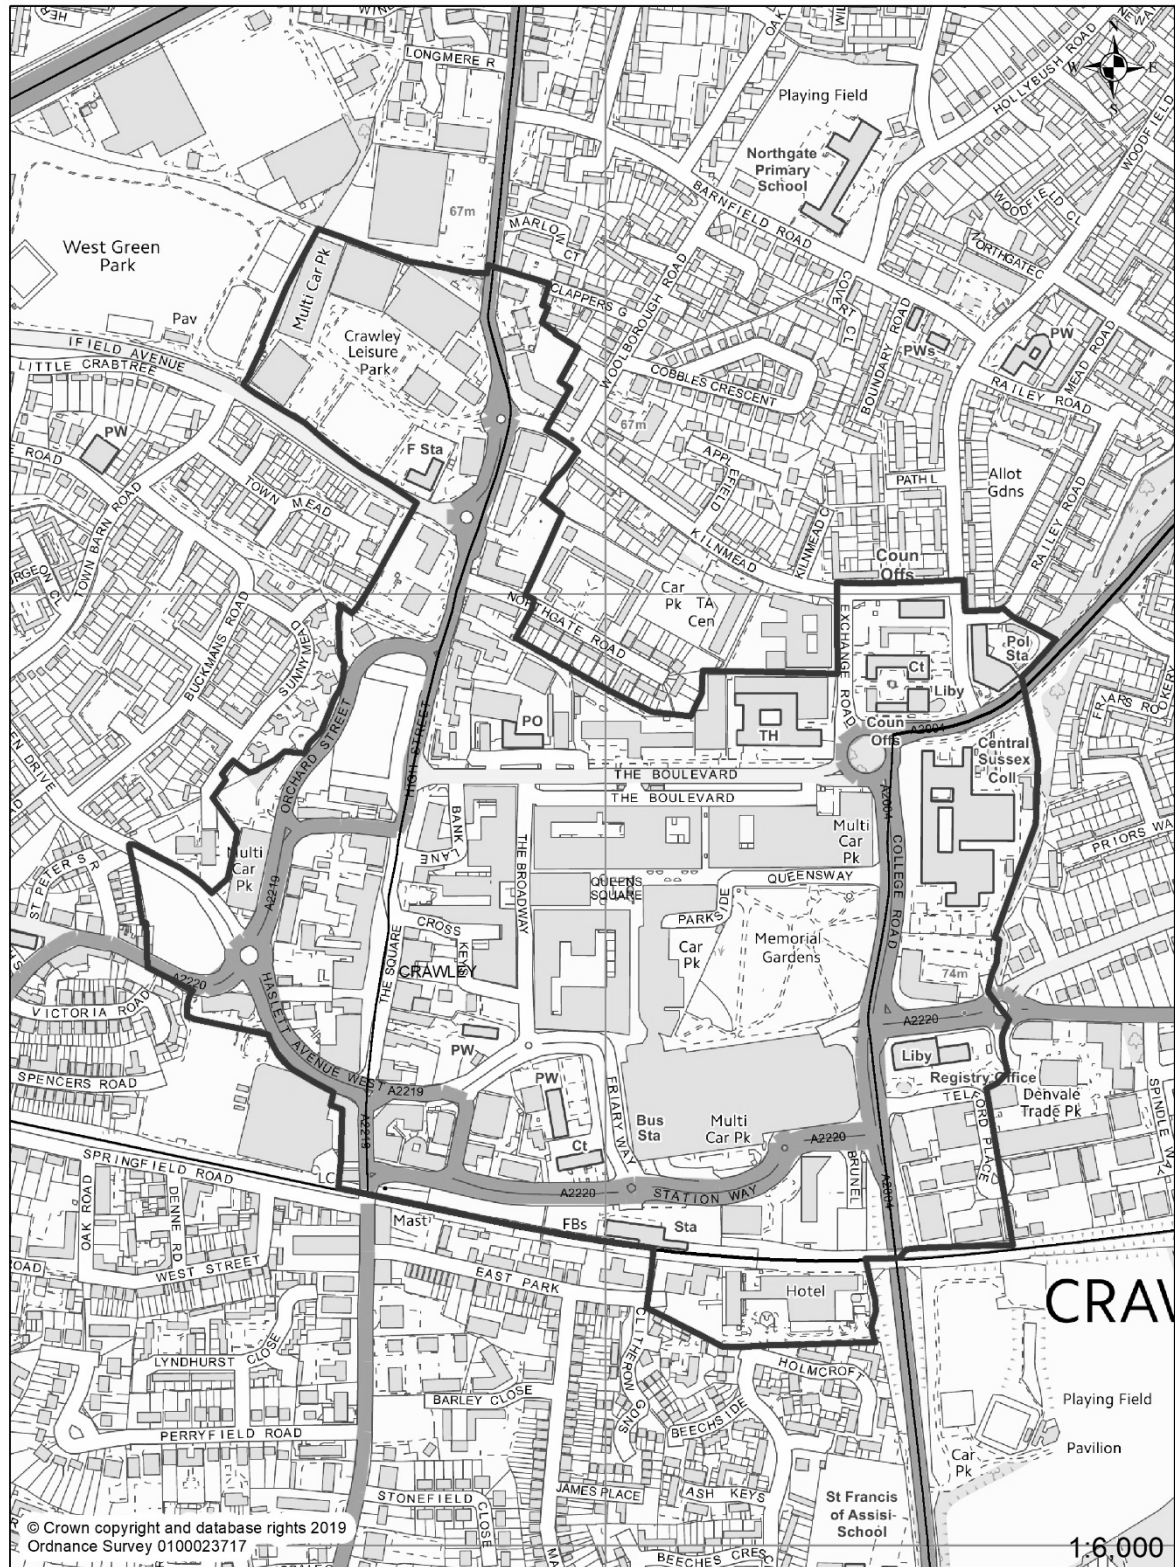 LONGMERE R
OAK
Playing Field
HOLLYBUSH ROAD
N
W
E
S
WOODFIELD
Northgate
Primary
School
67m
BARNFIELD ROAD
WOODFIELD CL
NORTHGATE
MARLOW CT
West Green
Park
Multi Car Pk
CLAPPERS G
WOOLBOROUGH ROAD
COVERT CL
BOUNDARY ROAD
PWs
PW
MEAD ROAD
Pav
IFIELD AVENUE
LITTLE CRABTREE
Crawley
Leisure
Park
COBBLES CRESCENT
RATLEY ROAD
PW
F Sta
67m
APPLEFIELD
PATH L
Allot
Gdns
TOWN MEAD
TOWN BARN ROAD
KILNMEAD
KILNMEAD C
RATLEY ROAD
Coun
Offs
Car
Pk
TA
Cen
NORTHGATE ROAD
EXCHANGE ROAD
BUCKMANS ROAD
SUNNYMEAD
Pol
Sta
Ct
Liby
PO
TH
Coun
Offs
A2004
Central
Sussex
Coll
ORCHARD STREET
HIGH STREET
THE BOULEVARD
THE BOULEVARD
A2004
BANK
LANE
THE BROADWAY
Multi
Car
Pk
COLLEGE ROAD
PRIORS WA
Multi
Car
Pk
ST PETER S R
QUEENS
SQUARE
QUEENSWAY
PARKSIDE
A2219
CROSS
KEYS
Car
Pk
Memorial
Gardens
THE SQUARE
CRAWLEY
74m
A2220
VICTORIA ROAD
HASLETT AVENUE WEST
A2219
PW
A2220
Liby
Registry Office
SPENCERS ROAD
PW
FRIARY WAY
TELFORD PLACE
Denvale
Trade Pk
SPINDLE W
A2219
Bus
Sta
Multi
Car Pk
A2220
Ct
BRUNEL
SPRINGFIELD ROAD
LC
A2220
STATION WAY
A2004
OAK ROAD
DENNE RD
Mast
FBs
Sta
WEST STREET
EAST PARK
Hotel
CRAW
CLITHEROW GDNS
LYNDHURST CLOSE
HOLMCROFT
BARLEY CLOSE
BEECHSIDE
Playing Field
PERRYFIELD ROAD
Pavilion
Car
Pk
JAMES PLACE
ASH KEYS
STONEFIELD CLOSE
St Francis
of Assisi
School
BEECHES CRES
© Crown copyright and database rights 2019
Ordnance Survey 0100023717
1:6,000